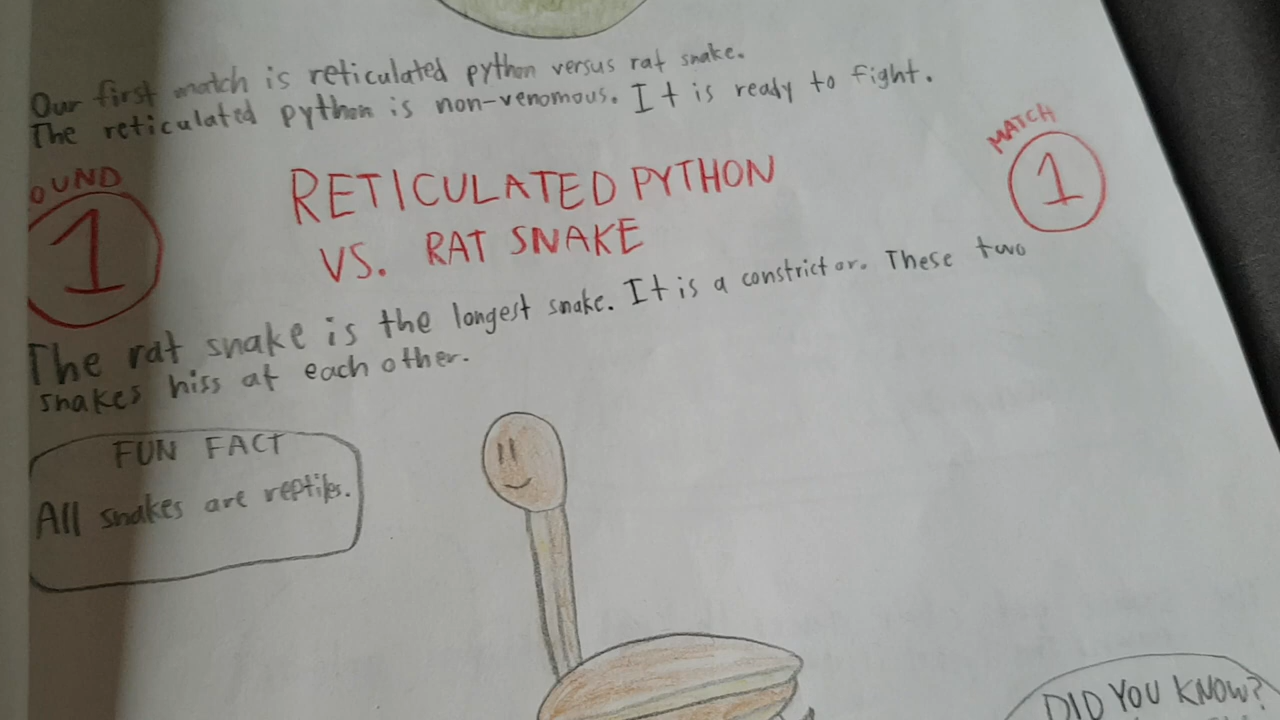 Our first match is reticulated python versus rat snake.
The reticulated python is non-venomous. It is ready to fight.
OUND
1
MATCH
1
RETICULATED PYTHON
VS. RAT SNAKE
The rat snake is the longest snake. It is a constrictor. These two
snakes hiss at each other.
FUN FACT
All snakes are reptiles.
DID YOU KNOW?